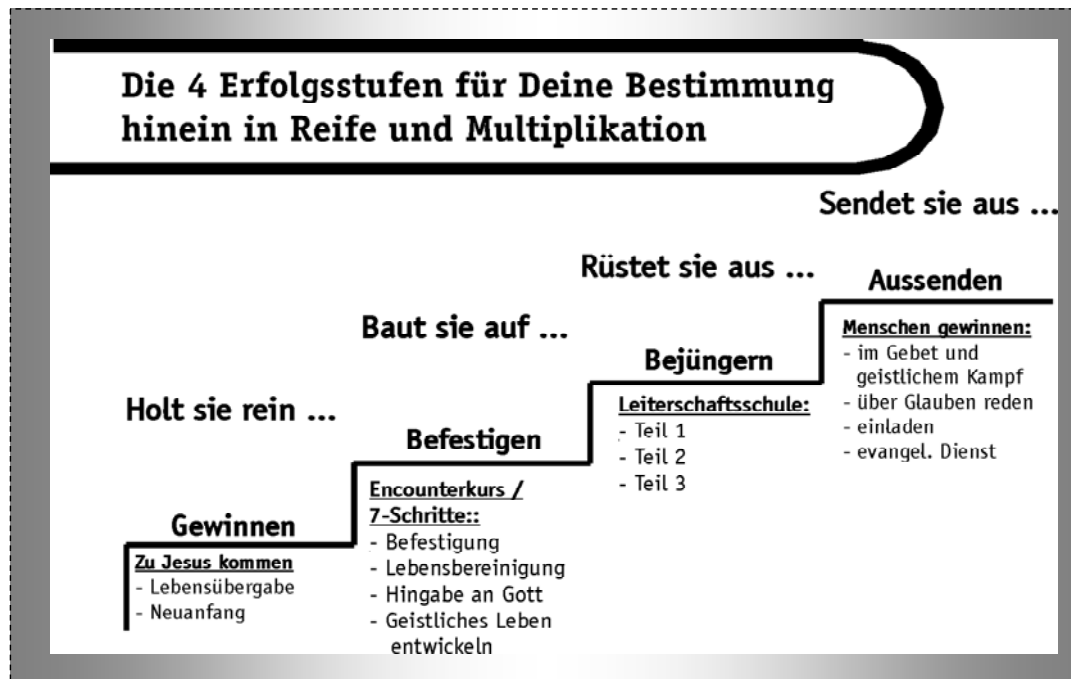 Die 4 Erfolgsstufen für Deine Bestimmung
hinein in Reife und Multiplikation
Holt sie rein ...
Gewinnen
Zu Jesus kommen
- Lebensübergabe
- Neuanfang
Baut sie auf ...
Befestigen
Encounterkurs /
7-Schritte::
- Befestigung
- Lebensbereinigung
- Hingabe an Gott
- Geistliches Leben
entwickeln
Rüstet sie aus ...
Bejüngern
Leiterschaftsschule:
- Teil 1
- Teil 2
- Teil 3
Sendet sie aus ...
Aussenden
Menschen gewinnen:
- im Gebet und
geistlichem Kampf
- über Glauben reden
- einladen
- evangel. Dienst